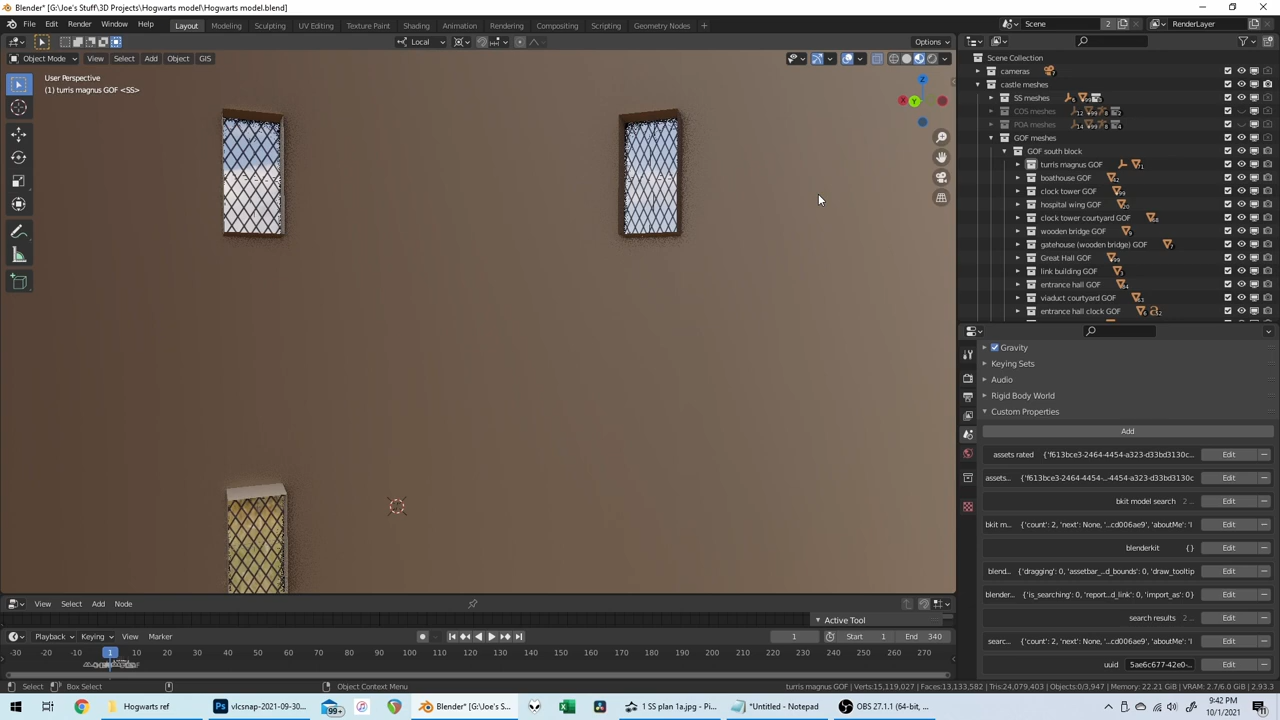 Blender* [G:\Joe's Stuff\3D Projects\Hogwarts model\Hogwarts model.blend]
File Edit Render Window Help Layout Modeling Sculpting UV Editing Texture Paint Shading Animation Rendering Compositing Scripting Geometry Nodes + Scene 2 RenderLayer
Local Options
Object Mode View Select Add Object GIS
User Perspective
(1) turris magnus GOF <SS>
Z
X Y
Scene Collection
cameras 7
castle meshes
SS meshes
COS meshes
POA meshes
GOF meshes
GOF south block
turris magnus GOF
boathouse GOF
clock tower GOF
hospital wing GOF
clock tower courtyard GOF
wooden bridge GOF
gatehouse (wooden bridge) GOF
Great Hall GOF
link building GOF
entrance hall GOF
viaduct courtyard GOF
entrance hall clock GOF
Gravity
Keying Sets
Audio
Rigid Body World
Custom Properties
Add
assets rated {'f613bce3-2464-4454-a323-d33bd3130c... Edit
assets... {'f613bce3-2464-4454-a...-4454-a323-d33bd3130c Edit
bkit model search 2 ... Edit
bkit m... {'count': 2, 'next': None, '...cd006ae9', 'aboutMe': 'I Edit
blenderkit {} Edit
blend... {'dragging': 0, 'assetbar_...d_bounds': 0, 'draw_tooltip Edit
blender... {'is_searching': 0, 'report...d_link': 0, 'import_as': 0} Edit
search results 2 ... Edit
searc... {'count': 2, 'next': None, '...cd006ae9', 'aboutMe': 'I Edit
uuid 5ae6c677-42e0-... Edit
View Select Add Node
Active Tool
Playback Keying View Marker 1 Start 1 End 340
-30 -20 -10 1 10 20 30 40 50 60 70 80 90 100 110 120 130 140 150 160 170 180 190 200 210 220 230 240 250 260 270
Select Box Select Object Context Menu turris magnus GOF | Verts:15,119,027 | Faces:13,133,582 | Tris:24,079,403 | Objects:0/3,947 | Memory: 22.21 GiB | VRAM: 2.7/6.0 GiB | 2.93.3
Hogwarts ref vlcsnap-2021-09-30... 99+ Blender* [G:\Joe's S... 1 SS plan 1a.jpg - Pi... *Untitled - Notepad OBS 27.1.1 (64-bit, ... 9:42 PM
10/1/2021